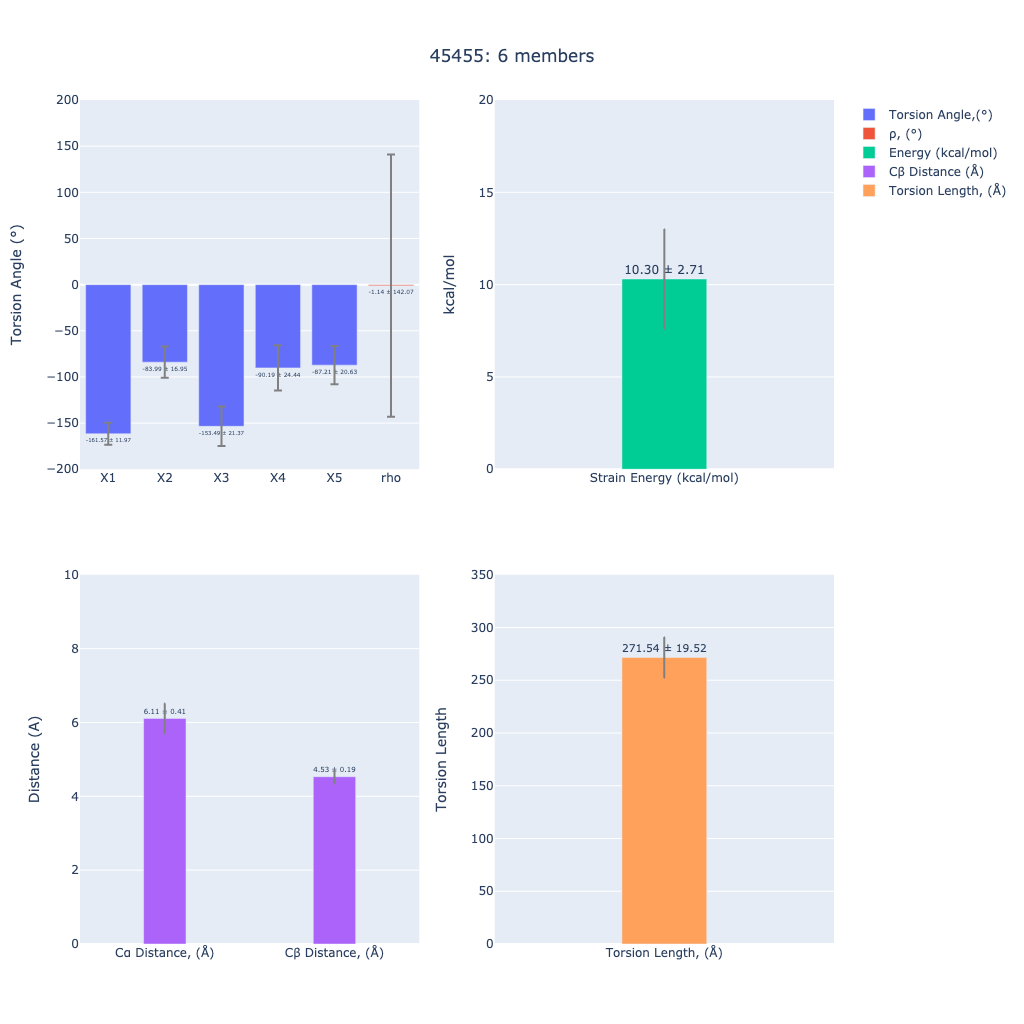 45455: 6 members
Torsion Angle (°)
200
150
100
50
0
−50
−100
−150
−200
-161.57 ± 11.97
-83.99 ± 16.95
-153.49 ± 21.37
-90.19 ± 24.44
-87.21 ± 20.63
-1.14 ± 142.07
X1 X2 X3 X4 X5 rho
kcal/mol
20
15
10
5
0
10.30 ± 2.71
Strain Energy (kcal/mol)
Torsion Angle,(°)
ρ, (°)
Energy (kcal/mol)
Cβ Distance (Å)
Torsion Length, (Å)
Distance (A)
10
8
6
4
2
0
6.11 ± 0.41
4.53 ± 0.19
Cα Distance, (Å) Cβ Distance, (Å)
Torsion Length
350
300
250
200
150
100
50
0
271.54 ± 19.52
Torsion Length, (Å)